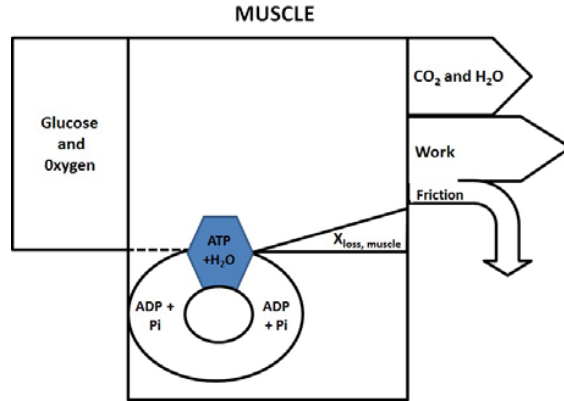 MUSCLE
Glucose
and
0xygen
CO₂ and H₂O
Work
Friction
ATP
+H₂O
Xloss, muscle
ADP +
Pi
ADP
+ Pi